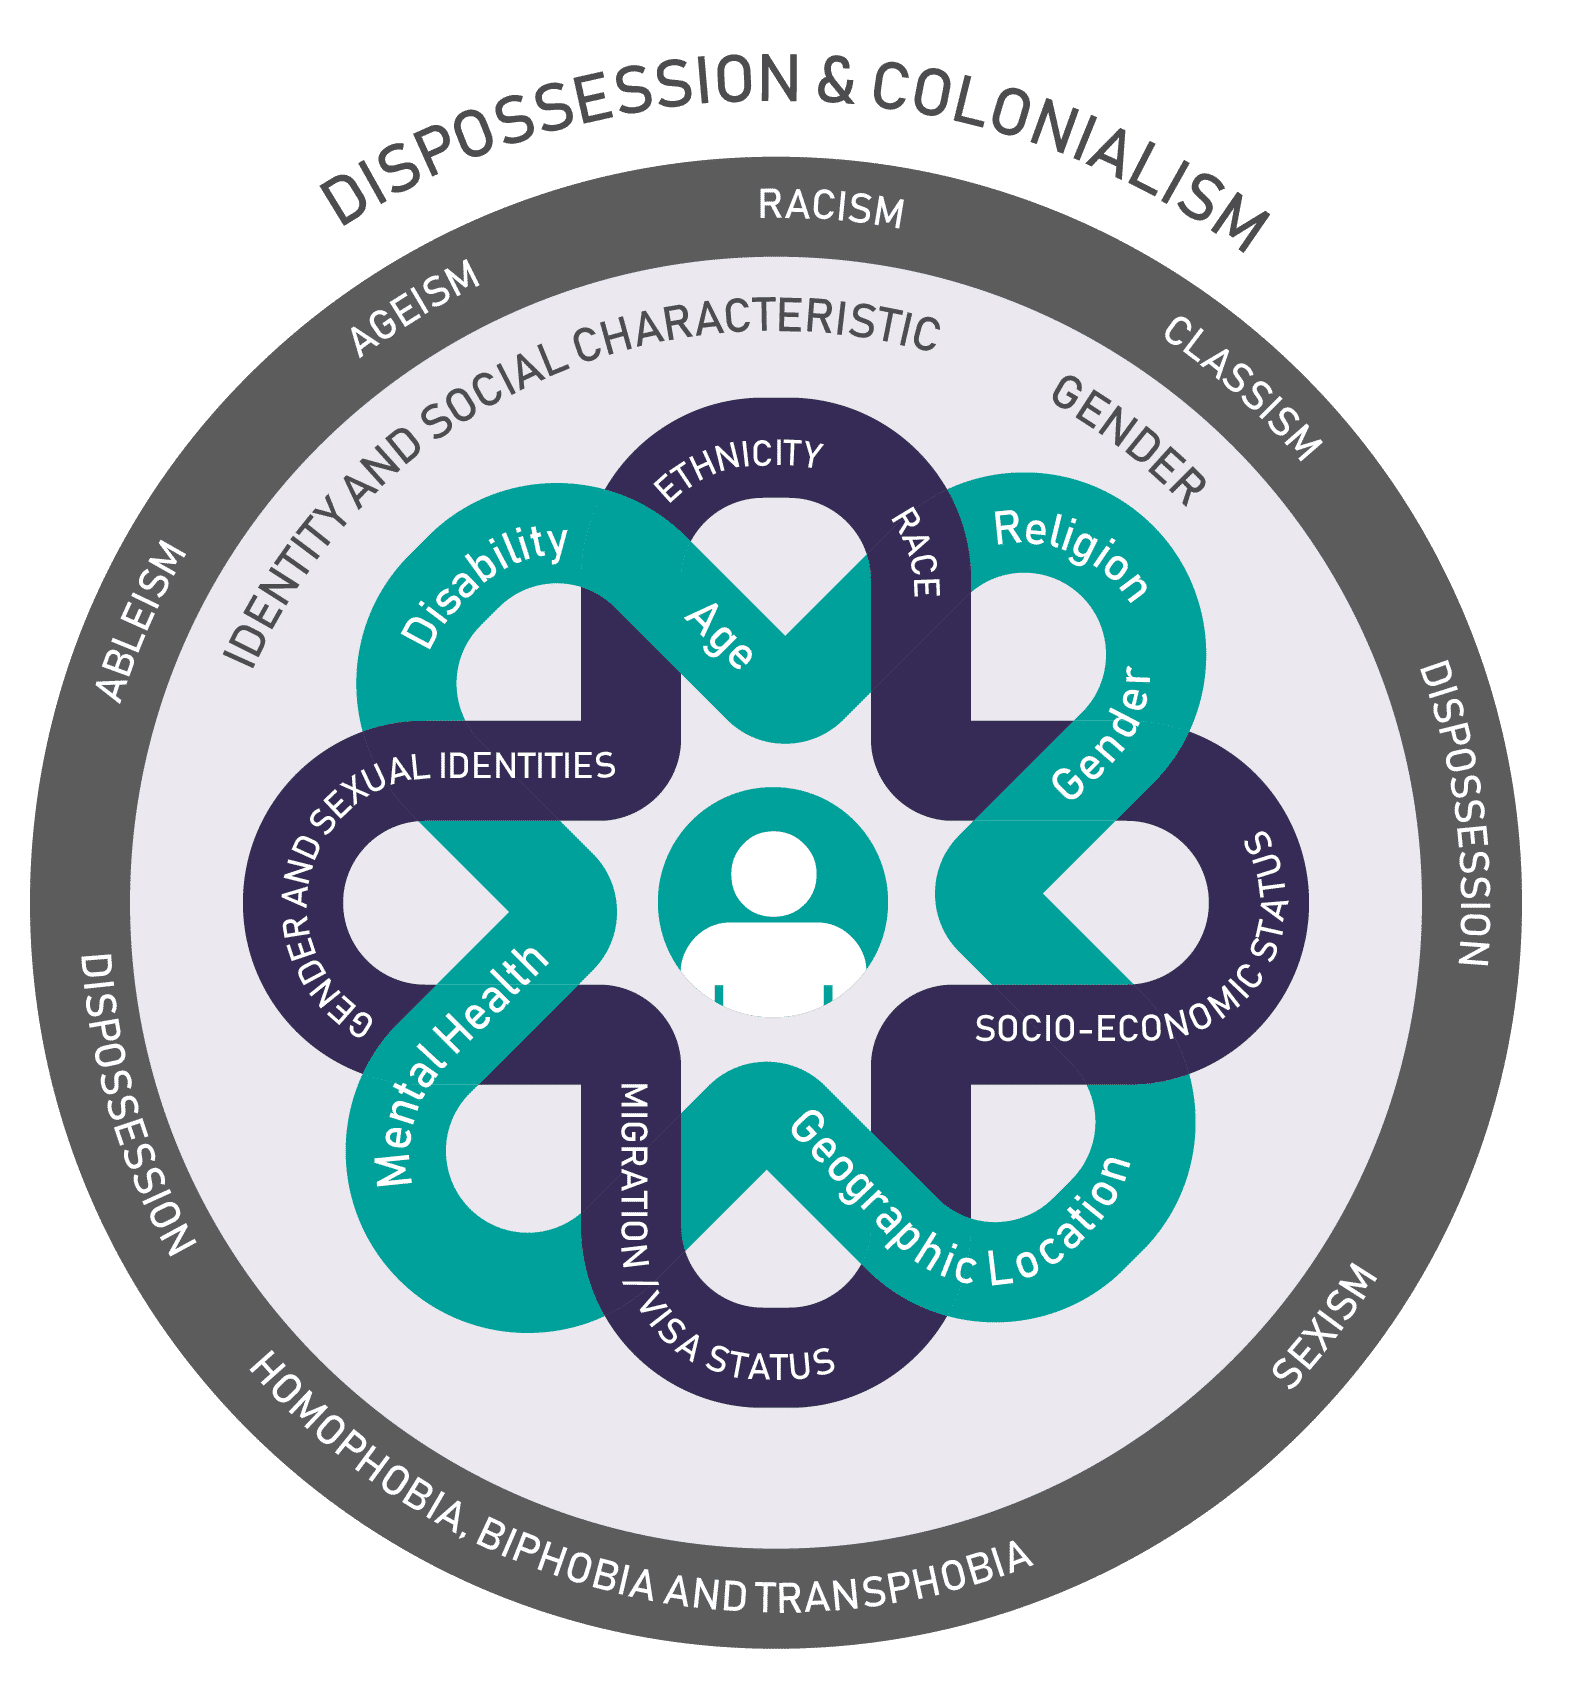 DISPOSSESSION & COLONIALISM
RACISM
CLASSISM
DISPOSSESSION
SEXISM
HOMOPHOBIA, BIPHOBIA AND TRANSPHOBIA
DISPOSSESSION
ABLEISM
AGEISM
IDENTITY AND SOCIAL CHARACTERISTIC
GENDER
ETHNICITY
RACE
Religion
Gender
SOCIO-ECONOMIC STATUS
Geographic Location
MIGRATION / VISA STATUS
Mental Health
GENDER AND SEXUAL IDENTITIES
Disability
Age